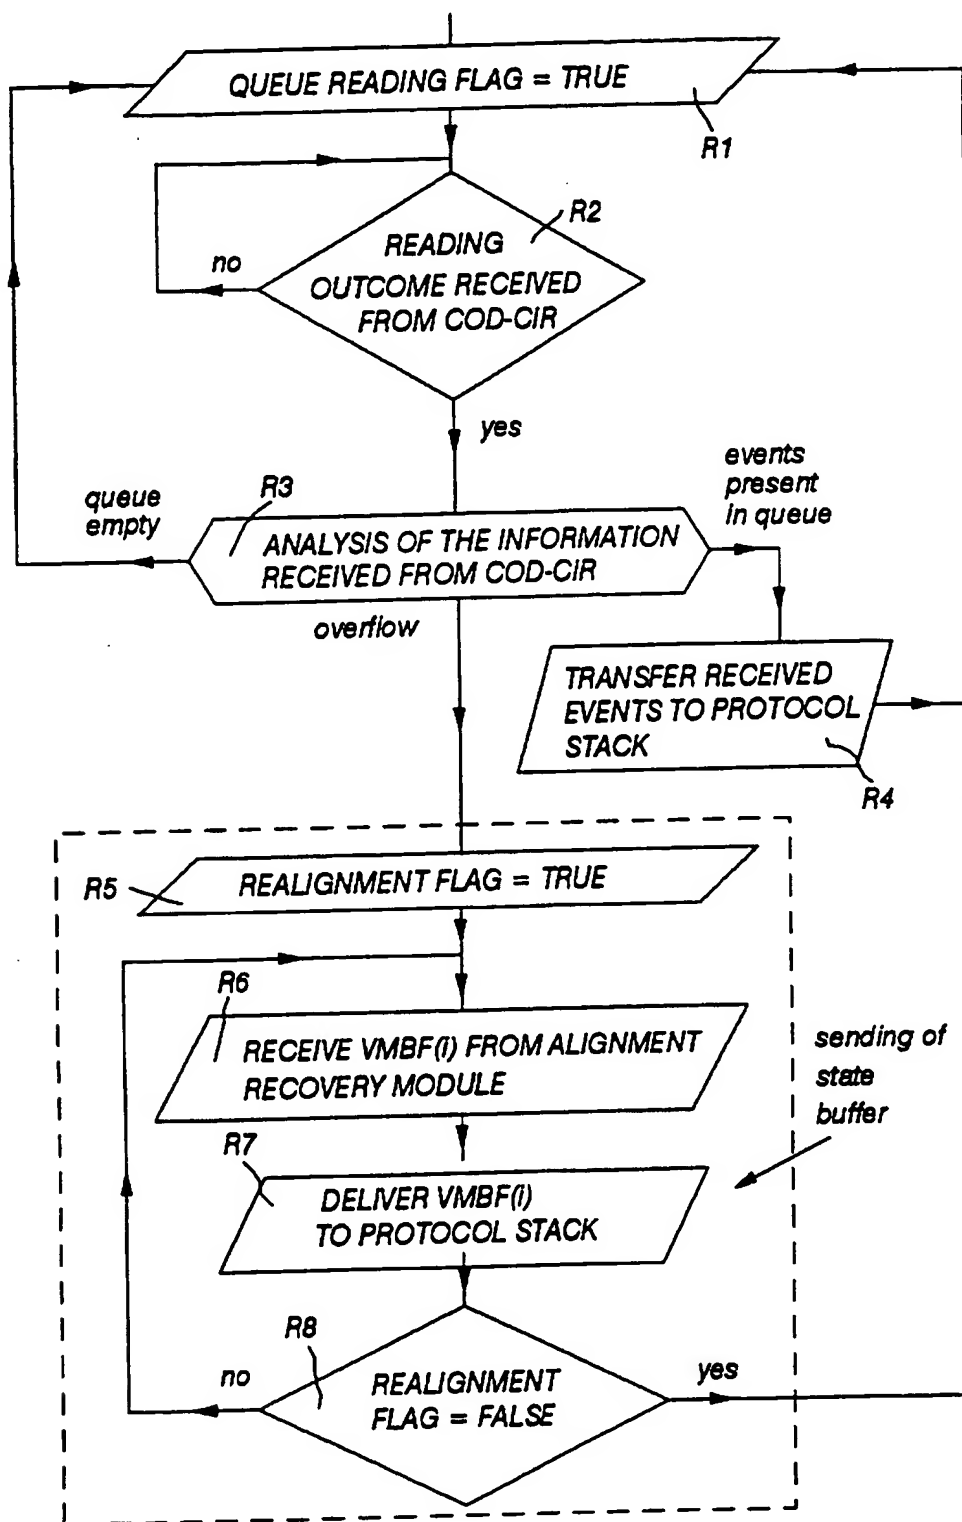 QUEUE READING FLAG = TRUE
R1
R2
READING
OUTCOME RECEIVED
FROM COD-CIR
no
yes
events
present
in queue
queue
empty
R3
ANALYSIS OF THE INFORMATION
RECEIVED FROM COD-CIR
overflow
TRANSFER RECEIVED
EVENTS TO PROTOCOL
STACK
R4
R5
REALIGNMENT FLAG = TRUE
R6
RECEIVE VMBF(i) FROM ALIGNMENT
RECOVERY MODULE
sending of
state
buffer
R7
DELIVER VMBF(i)
TO PROTOCOL STACK
R8
no
yes
REALIGNMENT
FLAG = FALSE